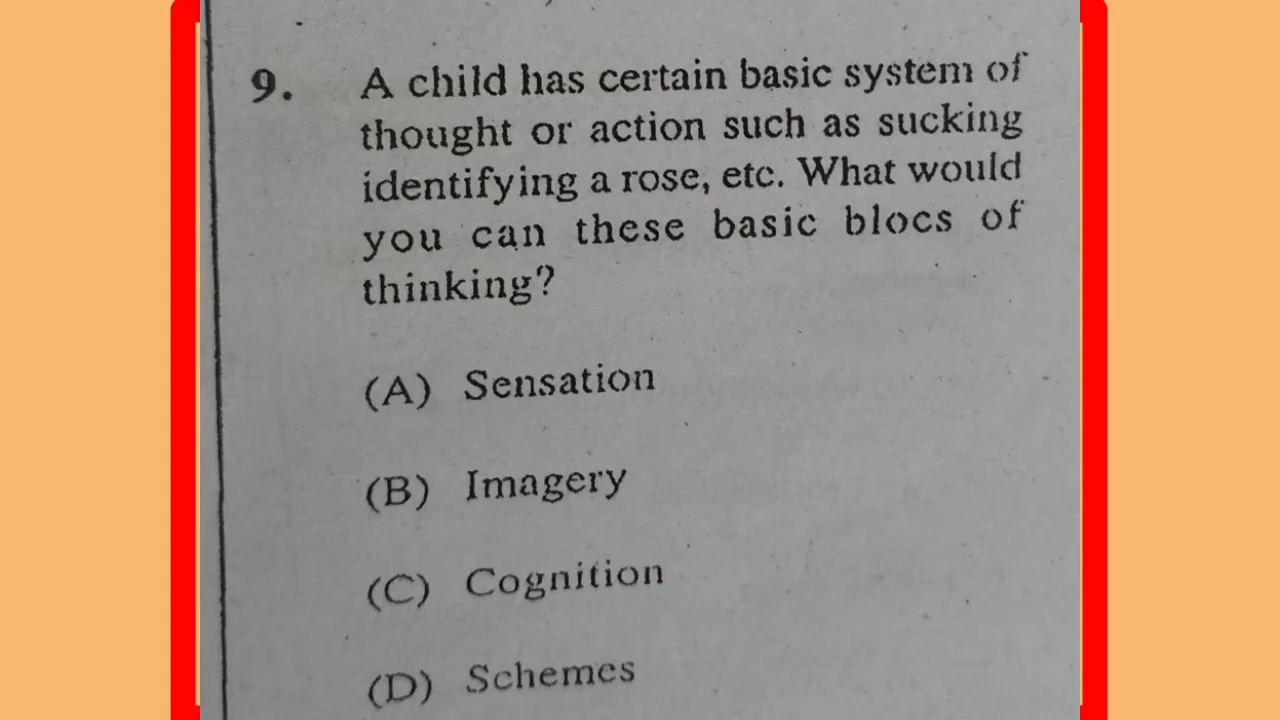 9. A child has certain basic system of
thought or action such as sucking
identifying a rose, etc. What would
you can these basic blocs of
thinking?
(A) Sensation
(B) Imagery
(C) Cognition
(D) Schemes